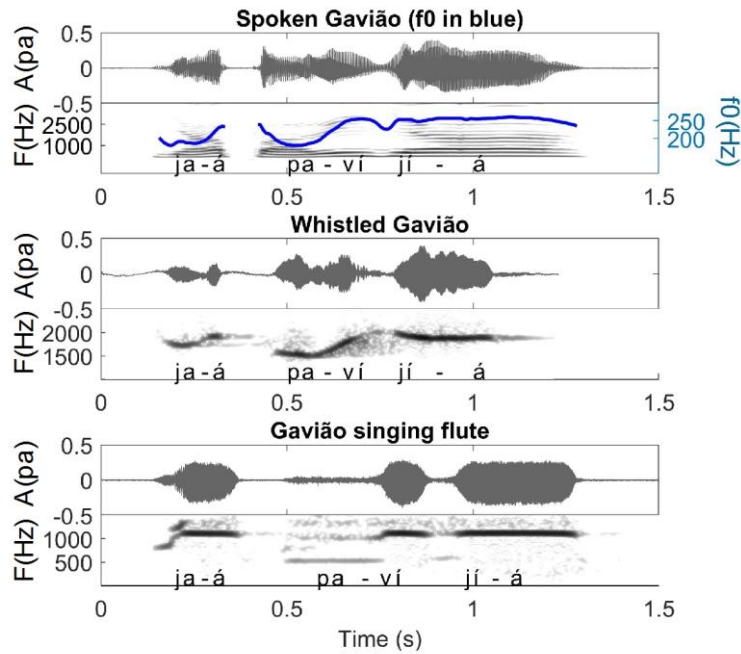 Spoken Gavião (f0 in blue)
A(pa)
0.5
0
-0.5
F(Hz)
2500
1000
250
200
f0(Hz)
ja-á pa - ví jí - á
0 0.5 1 1.5
Whistled Gavião
A(pa)
0.5
0
-0.5
F(Hz)
2000
1500
ja-á pa - ví jí - á
0 0.5 1 1.5
Gavião singing flute
A(pa)
0.5
0
-0.5
F(Hz)
1000
500
ja-á pa - ví jí - á
0 0.5 1 1.5
Time (s)